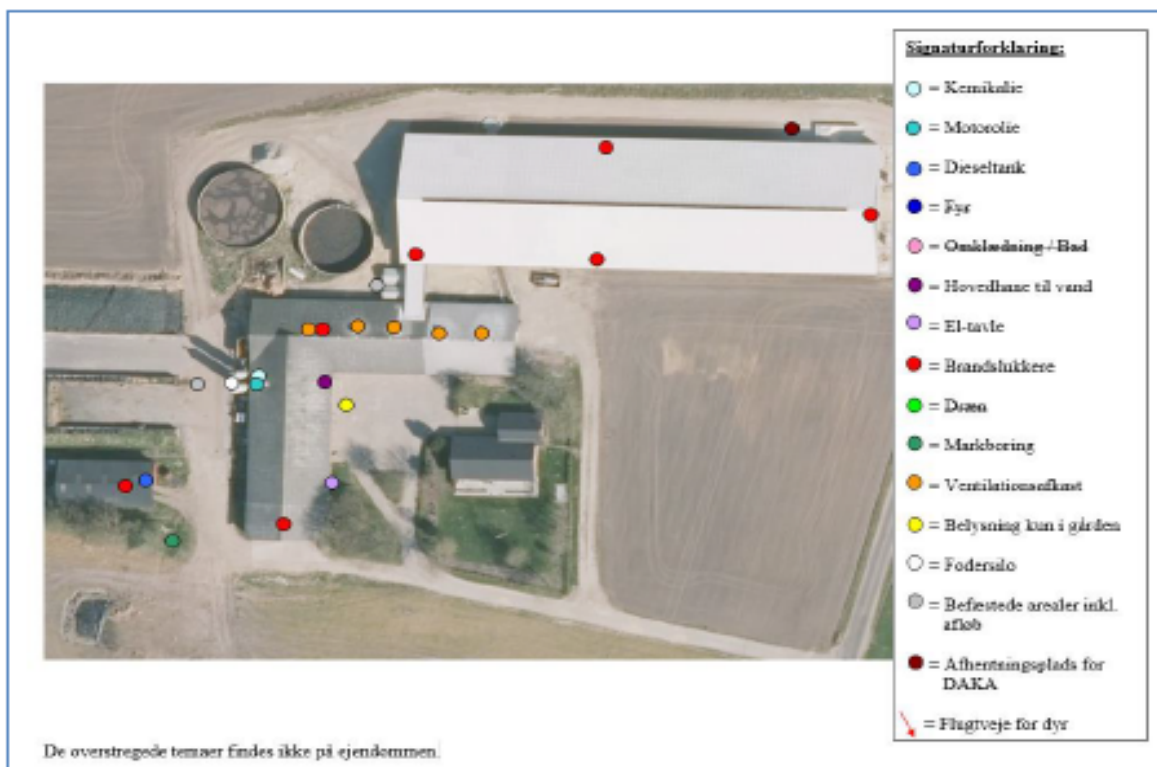 Signaturforklaring:
= Kemikalie
= Motorolie
= Dieseltank
= Fyr
= Omklædning / Bad
= Hovedhane til vand
= El-tavle
= Brandslukkere
= Dræn
= Markboring
= Ventilationsafkast
= Belysning kun i gården
= Fodersilo
= Befæstede arealer inkl.
afløb
= Afhentningsplads for
DAKA
= Flugtveje for dyr
De overstregede temaer findes ikke på ejendommen.